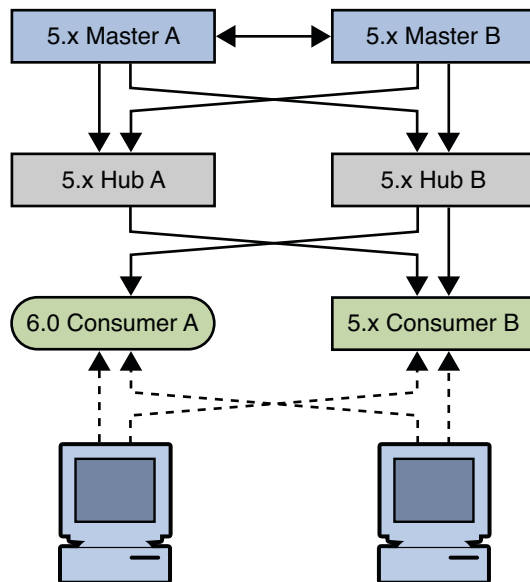 5.x Master A
5.x Master B
5.x Hub A
5.x Hub B
6.0 Consumer A
5.x Consumer B